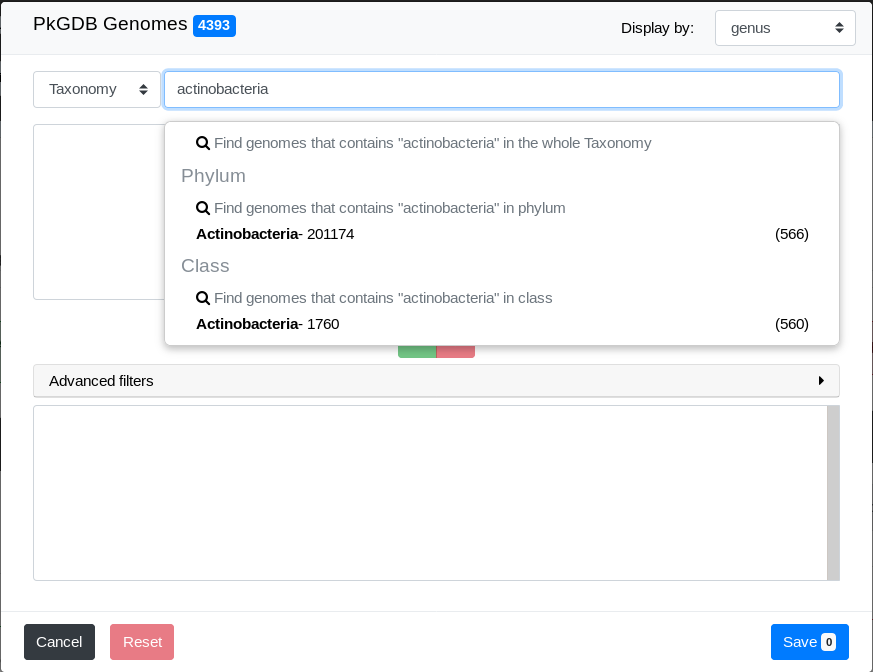 PkGDB Genomes 4393
Display by: genus
Taxonomy actinobacteria
Find genomes that contains "actinobacteria" in the whole Taxonomy
Phylum
Find genomes that contains "actinobacteria" in phylum
Actinobacteria- 201174 (566)
Class
Find genomes that contains "actinobacteria" in class
Actinobacteria- 1760 (560)
Advanced filters
Cancel Reset Save 0